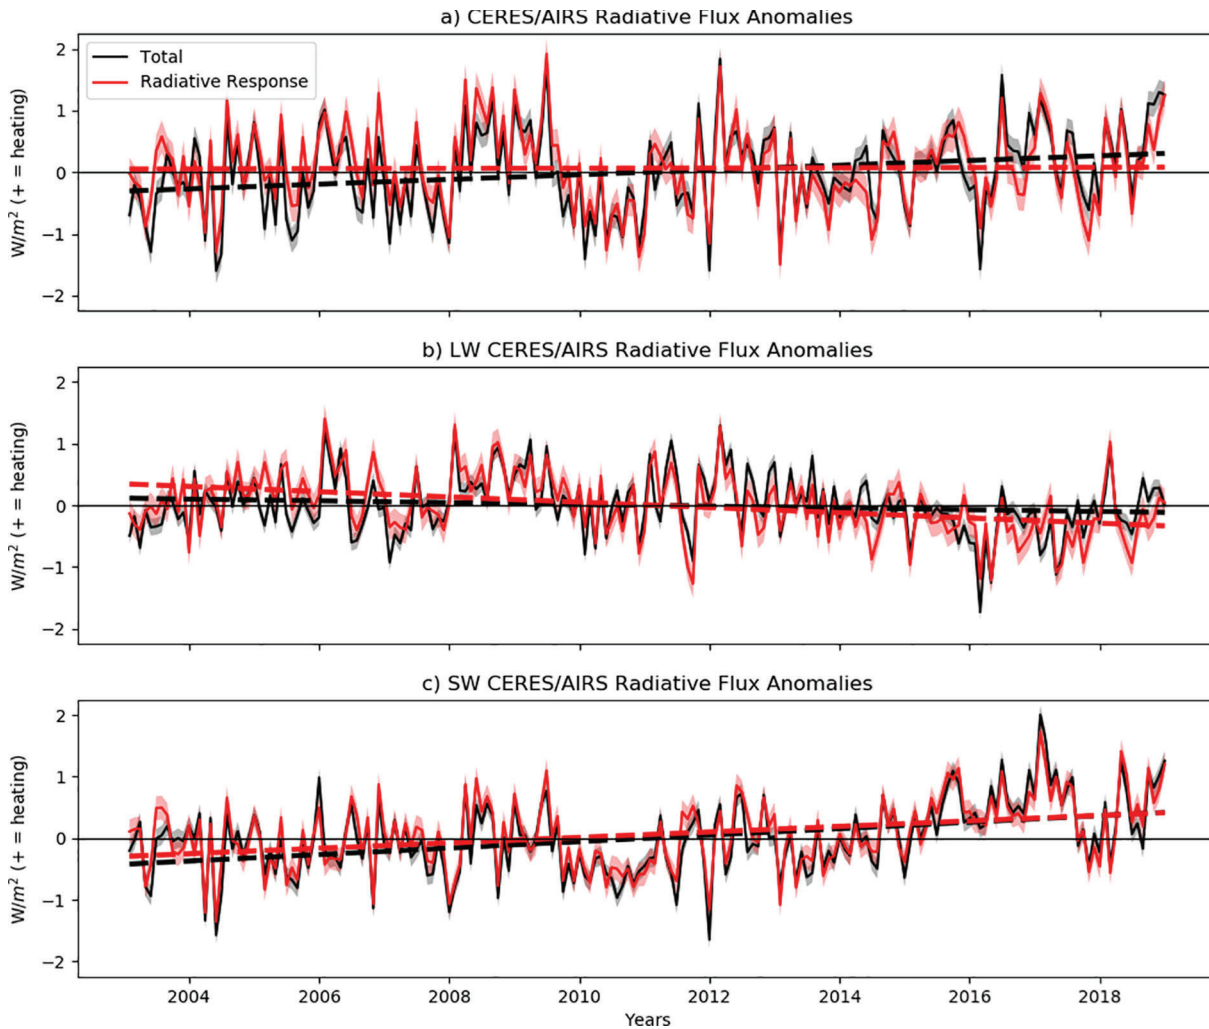 a) CERES/AIRS Radiative Flux Anomalies
Total
Radiative Response
W/m² (+ = heating)
2
1
0
−1
−2
b) LW CERES/AIRS Radiative Flux Anomalies
W/m² (+ = heating)
2
1
0
−1
−2
c) SW CERES/AIRS Radiative Flux Anomalies
W/m² (+ = heating)
2
1
0
−1
−2
2004 2006 2008 2010 2012 2014 2016 2018
Years